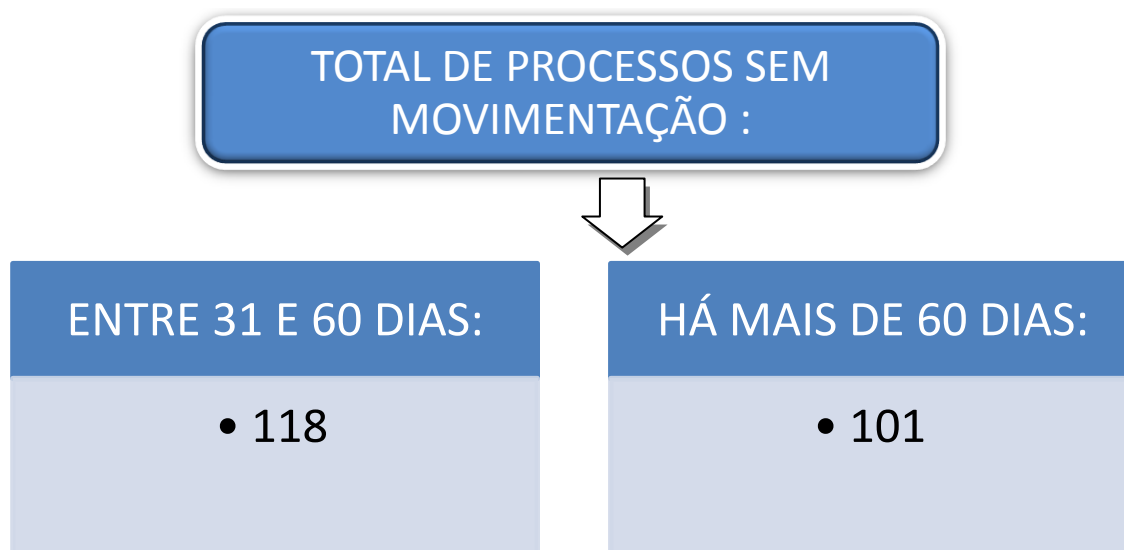 TOTAL DE PROCESSOS SEM
MOVIMENTAÇÃO :
ENTRE 31 E 60 DIAS:
• 118
HÁ MAIS DE 60 DIAS:
• 101